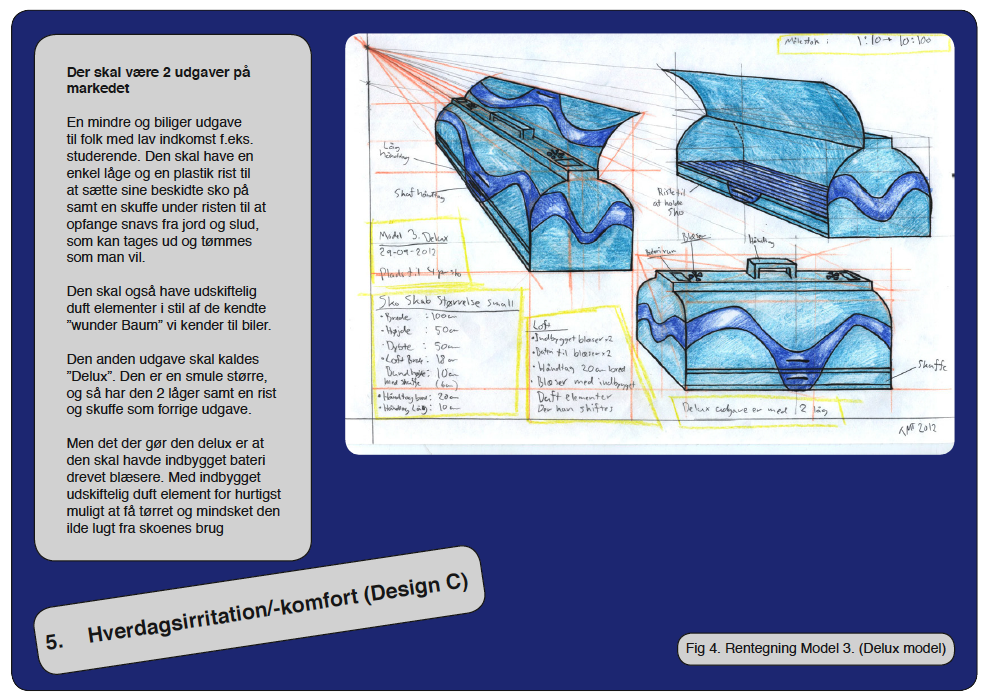 Der skal være 2 udgaver på
markedet
En mindre og biliger udgave
til folk med lav indkomst f.eks.
studerende. Den skal have en
enkel låge og en plastik rist til
at sætte sine beskidte sko på
samt en skuffe under risten til at
opfange snavs fra jord og slud,
som kan tages ud og tømmes
som man vil.
Den skal også have udskiftelig
duft elementer i stil af de kendte
”wunder Baum” vi kender til biler.
Den anden udgave skal kaldes
”Delux”. Den er en smule større,
og så har den 2 låger samt en rist
og skuffe som forrige udgave.
Men det der gør den delux er at
den skal havde indbygget bateri
drevet blæsere. Med indbygget
udskiftelig duft element for hurtigst
muligt at få tørret og mindsket den
ilde lugt fra skoenes brug
Målestok : 1:10 → 10:100
Låg
håndtag
Skuf håndtag
Model 3. Delux
29-09-2012
Plads til 4 par sko
Sko Skab Størrelse small
• Brede : 100cm
• Højde : 50cm
• Dybte : 50cm
• Loft Brede : 18cm
Bundhøjde : 10cm
med skuffe (6cm)
• Håndtag bred : 20cm
• Håndtag Låg : 10cm
Loft
• Indbygget blæser x2
• Batri til blæser x2
• Håndtag 20cm bred
• Blæser med indbygget
Duft elementer
Der kan skiftes
Rist til
at holde
Sko
Blæser
Håndtag
Skuffe
Delux udgave er med 2 låg
TMF 2012
5. Hverdagsirritation/-komfort (Design C)
Fig 4. Rentegning Model 3. (Delux model)